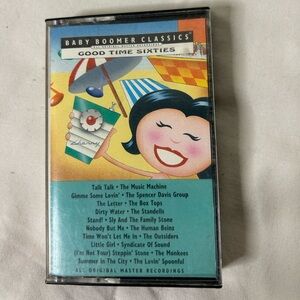 BABY BOOMER CLASSICS
GOOD TIME SIXTIES
Talk Talk • The Music Machine
Gimme Some Lovin' • The Spencer Davis Group
The Letter • The Box Tops
Dirty Water • The Standells
Stand! • Sly And The Family Stone
Nobody But Me • The Human Beinz
Time Won't Let Me In • The Outsiders
Little Girl • Syndicate Of Sound
(I'm Not Your) Steppin' Stone • The Monkees
Summer In The City • The Lovin' Spoonful
ALL ORIGINAL MASTER RECORDINGS